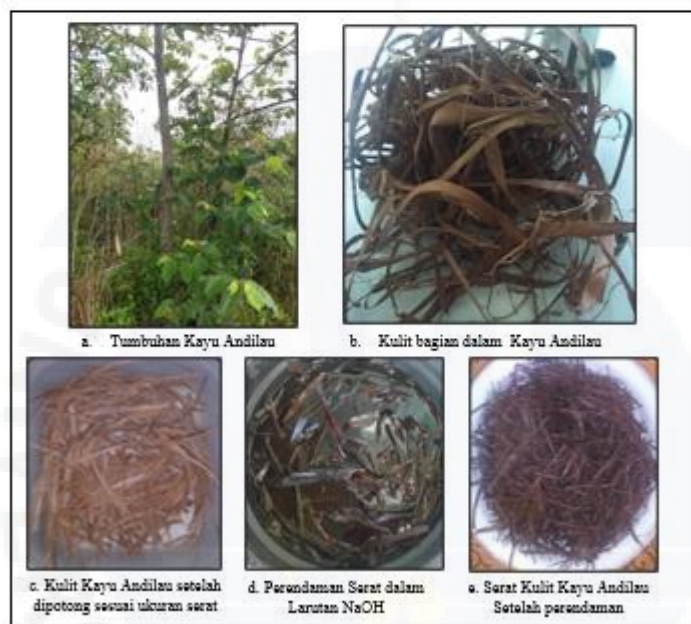 a. Tumbuhan Kayu Andilau
b. Kulit bagian dalam Kayu Andilau
c. Kulit Kayu Andilau setelah
dipotong sesuai ukuran serat
d. Perendaman Serat dalam
Larutan NaOH
e. Serat Kulit Kayu Andilau
Setelah perendaman